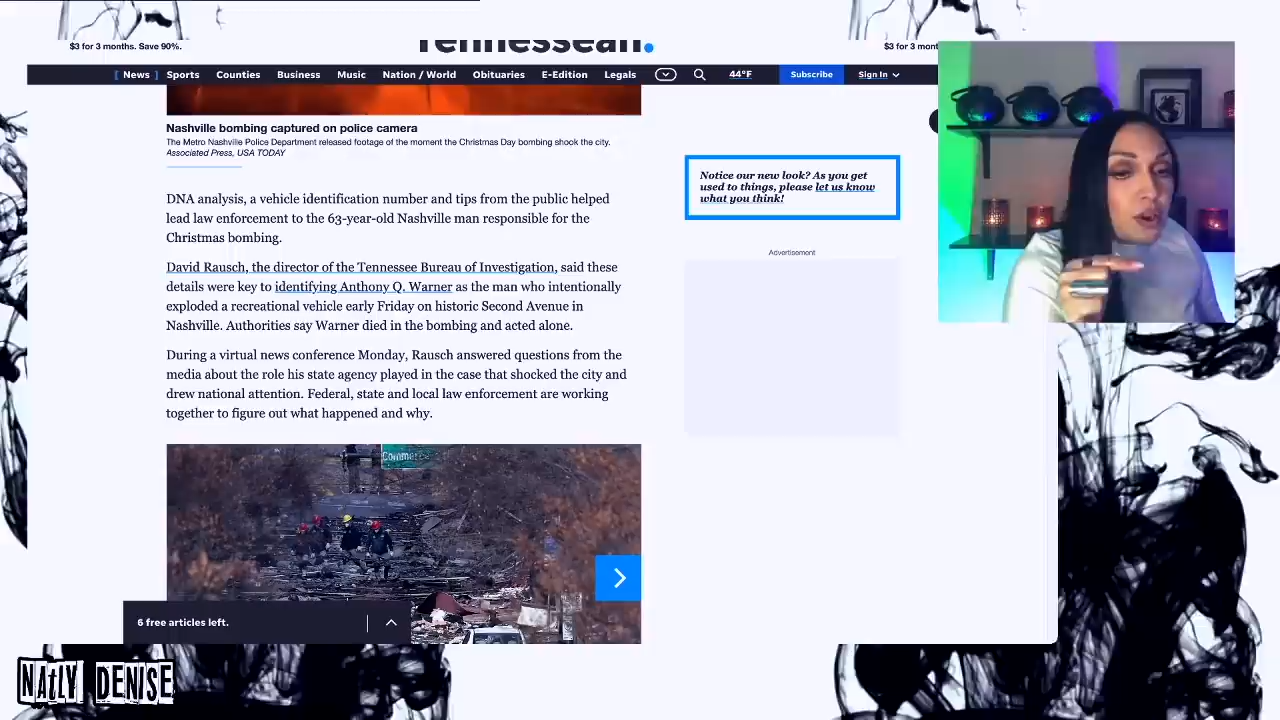 $3 for 3 months. Save 90%.
Tennessean.
$3 for 3 mont
[ News ] Sports Counties Business Music Nation / World Obituaries E-Edition Legals 44°F Subscribe Sign In
Nashville bombing captured on police camera
The Metro Nashville Police Department released footage of the moment the Christmas Day bombing shook the city.
Associated Press, USA TODAY
Notice our new look? As you get
used to things, please let us know
what you think!
DNA analysis, a vehicle identification number and tips from the public helped
lead law enforcement to the 63-year-old Nashville man responsible for the
Christmas bombing.
Advertisement
David Rausch, the director of the Tennessee Bureau of Investigation, said these
details were key to identifying Anthony Q. Warner as the man who intentionally
exploded a recreational vehicle early Friday on historic Second Avenue in
Nashville. Authorities say Warner died in the bombing and acted alone.
During a virtual news conference Monday, Rausch answered questions from the
media about the role his state agency played in the case that shocked the city and
drew national attention. Federal, state and local law enforcement are working
together to figure out what happened and why.
Commerce
6 free articles left.
NAtLY DENISE